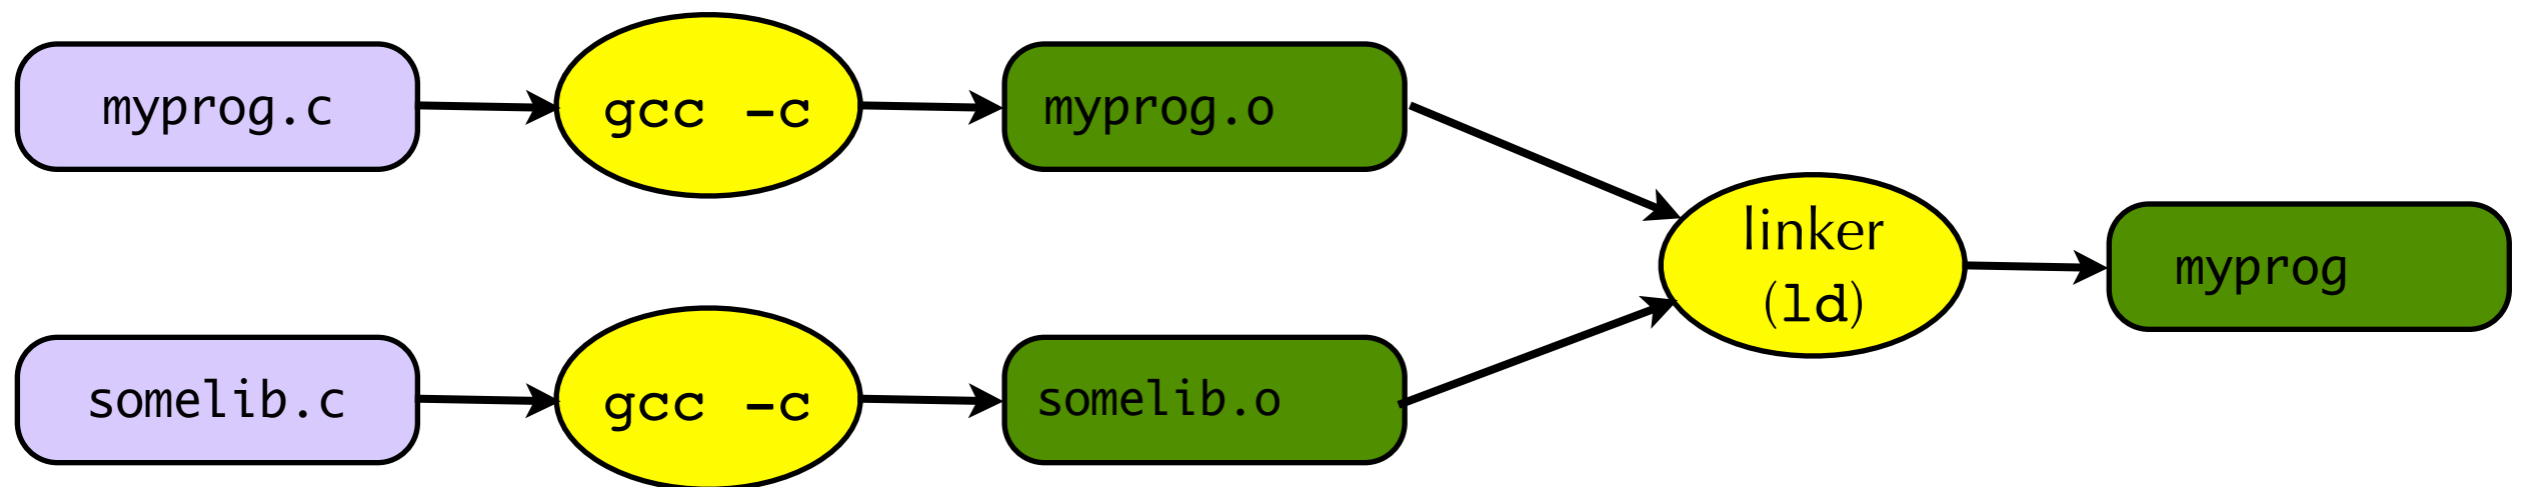 myprog.c
gcc -c
myprog.o
somelib.c
gcc -c
somelib.o
linker
(ld)
myprog